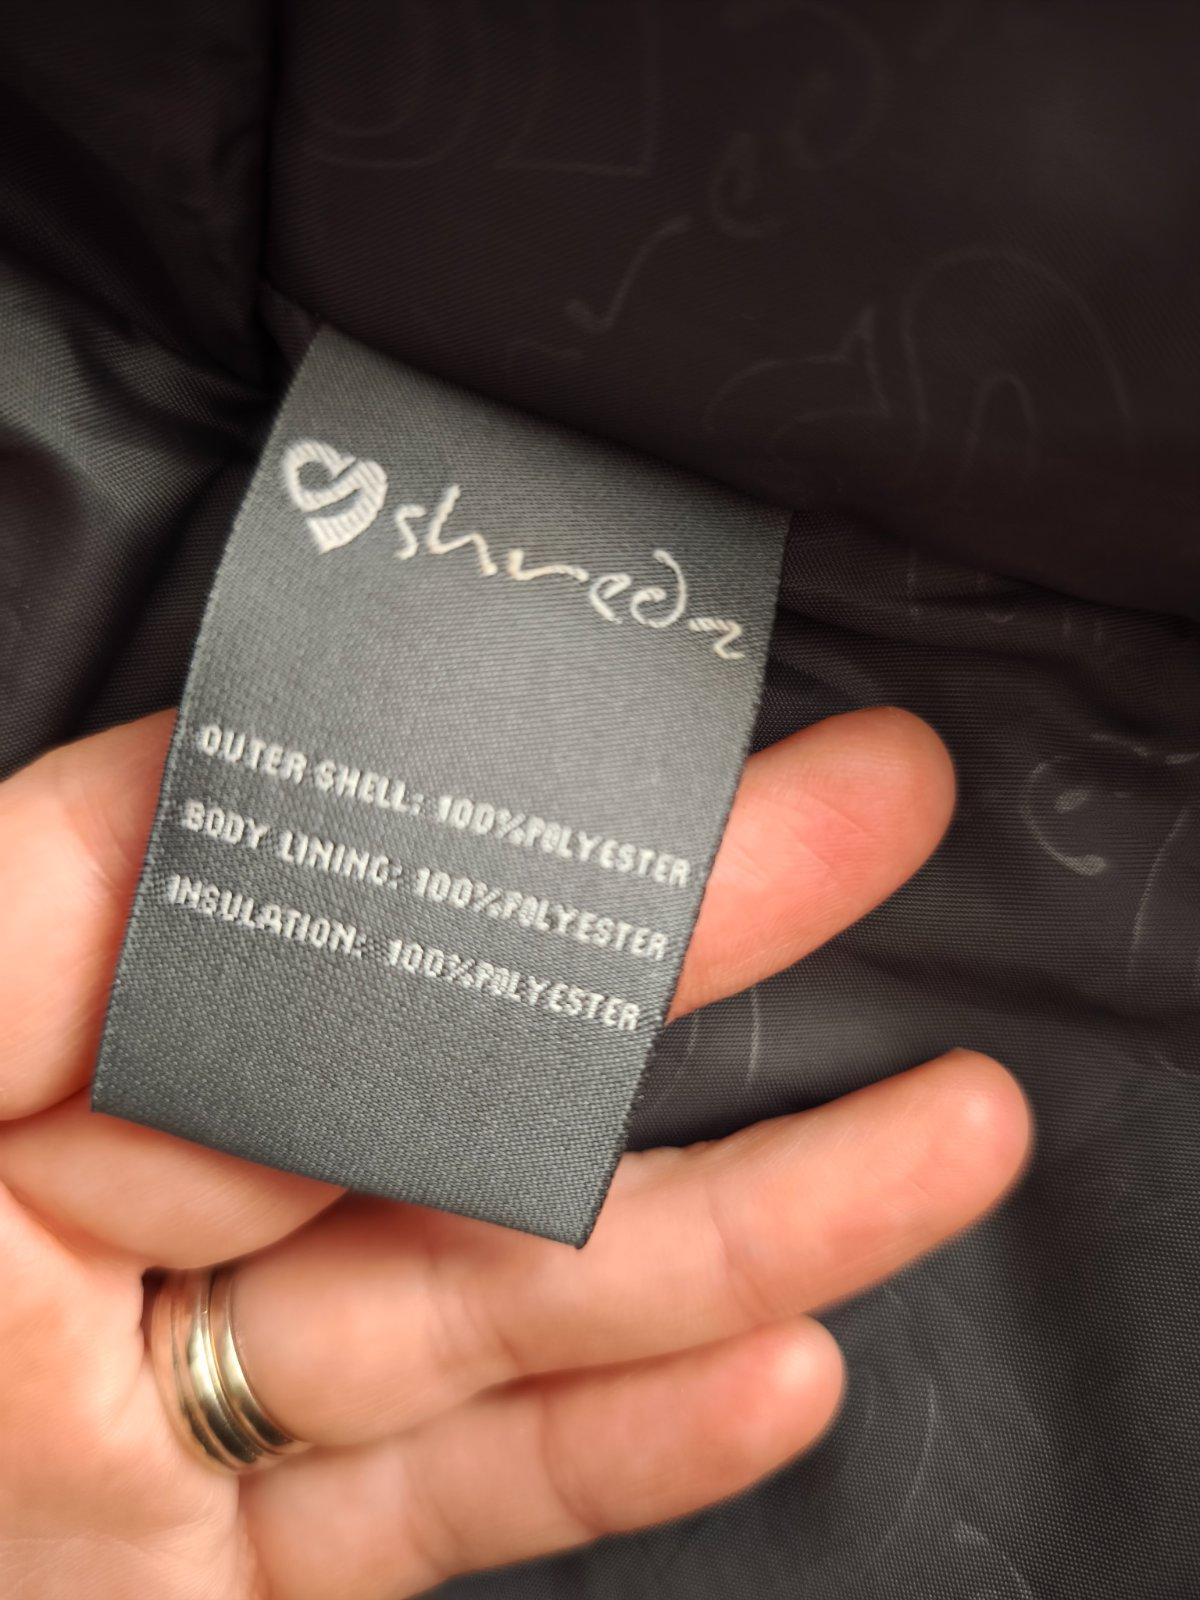 shredz
OUTER SHELL: 100%POLYESTER
BODY LINING: 100%POLYESTER
INSULATION: 100%POLYESTER